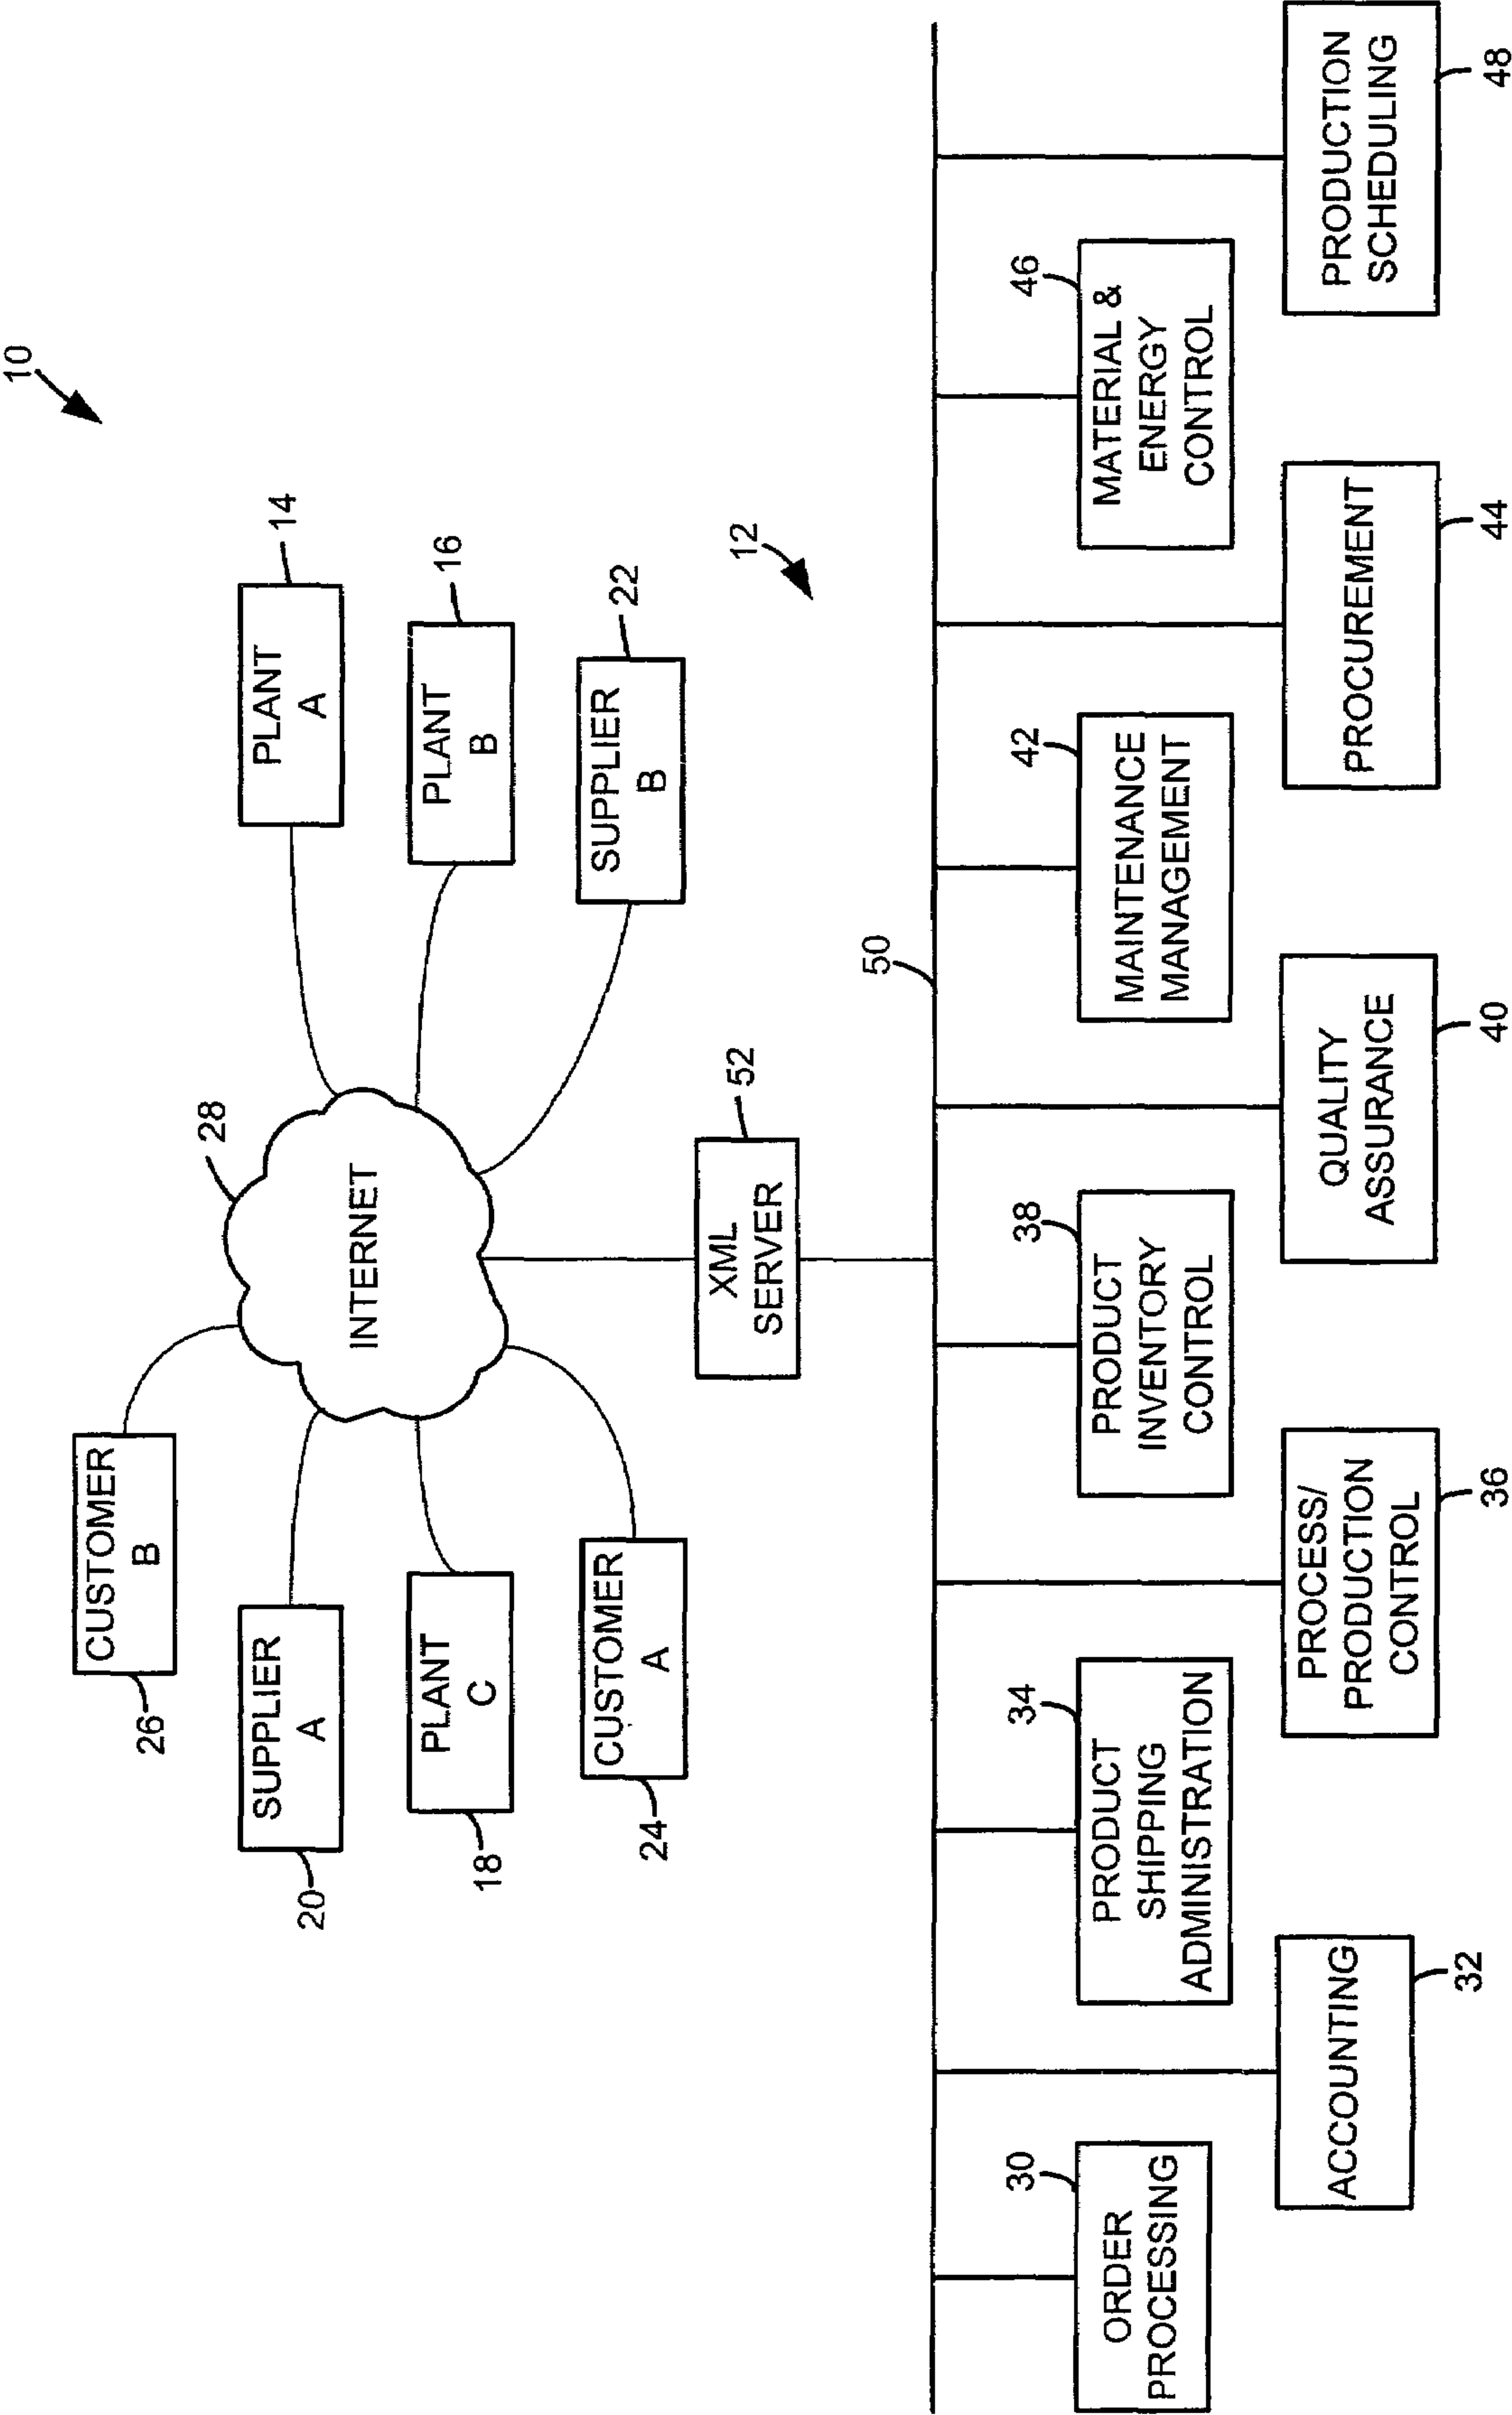 10
CUSTOMER
B
26
28
INTERNET
SUPPLIER
A
20
PLANT
A
14
PLANT
C
18
PLANT
B
16
CUSTOMER
A
24
SUPPLIER
B
22
XML
SERVER
52
12
50
ORDER
PROCESSING
30
PRODUCT
SHIPPING
ADMINISTRATION
34
PRODUCT
INVENTORY
CONTROL
38
MAINTENANCE
MANAGEMENT
42
MATERIAL &
ENERGY
CONTROL
46
ACCOUNTING
32
PROCESS/
PRODUCTION
CONTROL
36
QUALITY
ASSURANCE
40
PROCUREMENT
44
PRODUCTION
SCHEDULING
48